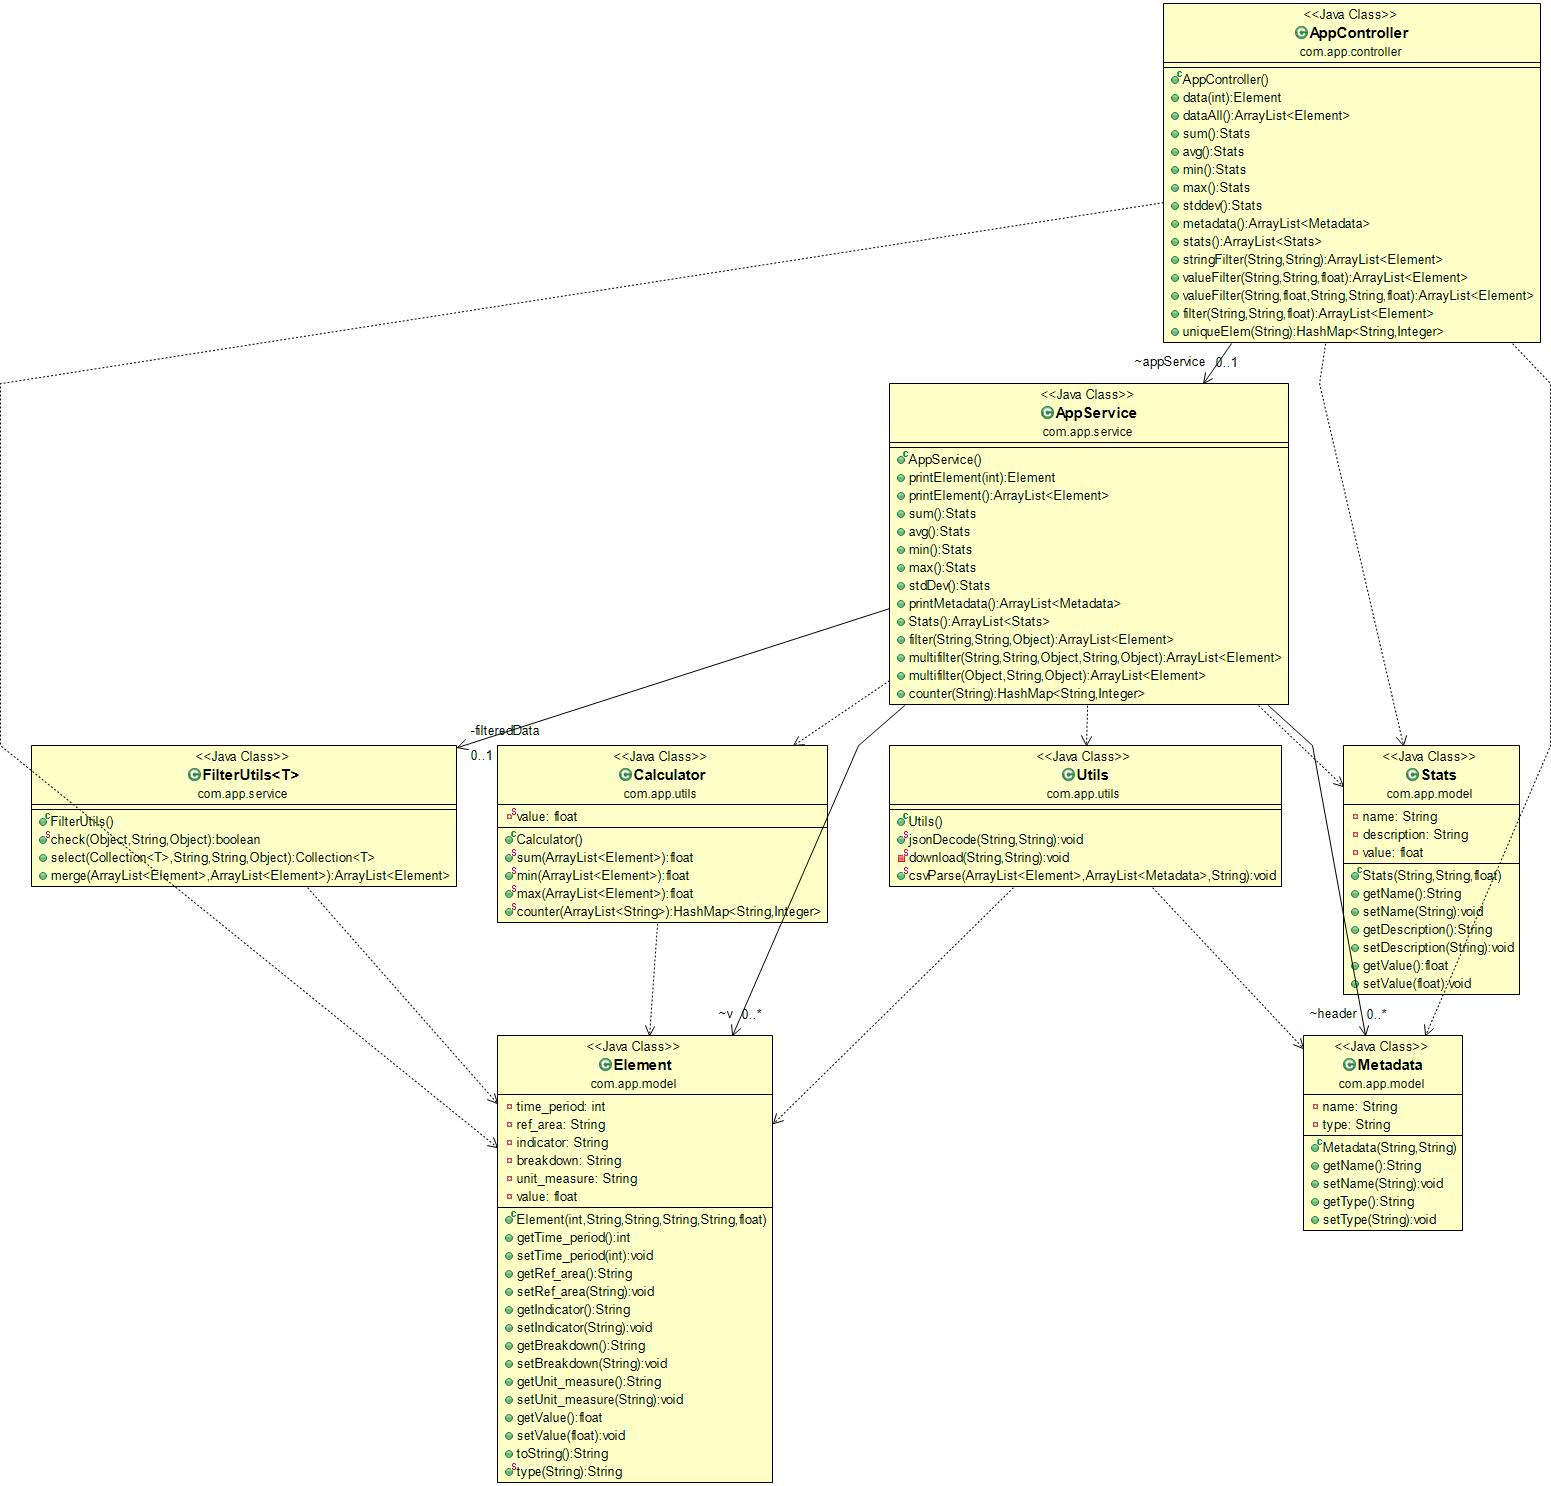 <<Java Class>>
AppController
com.app.controller
AppController()
data(int):Element
dataAll():ArrayList<Element>
sum():Stats
avg():Stats
min():Stats
max():Stats
stddev():Stats
metadata():ArrayList<Metadata>
stats():ArrayList<Stats>
stringFilter(String,String):ArrayList<Element>
valueFilter(String,String,float):ArrayList<Element>
valueFilter(String,float,String,String,float):ArrayList<Element>
filter(String,String,float):ArrayList<Element>
uniqueElem(String):HashMap<String,Integer>
~appService 0..1
<<Java Class>>
AppService
com.app.service
AppService()
printElement(int):Element
printElement():ArrayList<Element>
sum():Stats
avg():Stats
min():Stats
max():Stats
stdDev():Stats
printMetadata():ArrayList<Metadata>
Stats():ArrayList<Stats>
filter(String,String,Object):ArrayList<Element>
multifilter(String,String,Object,String,Object):ArrayList<Element>
multifilter(Object,String,Object):ArrayList<Element>
counter(String):HashMap<String,Integer>
-filteredData
0..1
<<Java Class>>
FilterUtils<T>
com.app.service
FilterUtils()
check(Object,String,Object):boolean
select(Collection<T>,String,String,Object):Collection<T>
merge(ArrayList<Element>,ArrayList<Element>):ArrayList<Element>
<<Java Class>>
Calculator
com.app.utils
value: float
Calculator()
sum(ArrayList<Element>):float
min(ArrayList<Element>):float
max(ArrayList<Element>):float
counter(ArrayList<String>):HashMap<String,Integer>
<<Java Class>>
Utils
com.app.utils
Utils()
jsonDecode(String,String):void
download(String,String):void
csvParse(ArrayList<Element>,ArrayList<Metadata>,String):void
<<Java Class>>
Stats
com.app.model
name: String
description: String
value: float
Stats(String,String,float)
getName():String
setName(String):void
getDescription():String
setDescription(String):void
getValue():float
setValue(float):void
~v 0..*
~header 0..*
<<Java Class>>
Element
com.app.model
time_period: int
ref_area: String
indicator: String
breakdown: String
unit_measure: String
value: float
Element(int,String,String,String,String,float)
getTime_period():int
setTime_period(int):void
getRef_area():String
setRef_area(String):void
getIndicator():String
setIndicator(String):void
getBreakdown():String
setBreakdown(String):void
getUnit_measure():String
setUnit_measure(String):void
getValue():float
setValue(float):void
toString():String
type(String):String
<<Java Class>>
Metadata
com.app.model
name: String
type: String
Metadata(String,String)
getName():String
setName(String):void
getType():String
setType(String):void